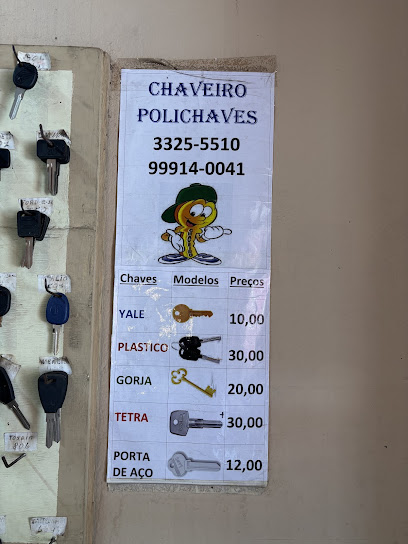 CHAVEIRO
POLICHAVES
3325-5510
99914-0041
Chaves Modelos Preços
YALE 10,00
PLASTICO 30,00
GORJA 20,00
TETRA 30,00
PORTA
DE AÇO 12,00